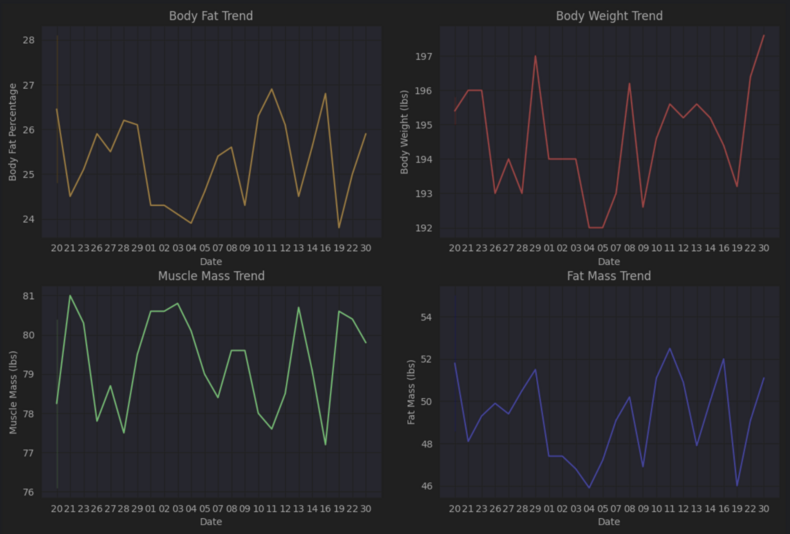 Body Fat Trend
28
27
26
25
24
Body Fat Percentage
20 21 23 26 27 28 29 01 02 03 04 05 07 08 09 10 11 12 13 14 16 19 22 30
Date
Body Weight Trend
197
196
195
194
193
192
Body Weight (lbs)
20 21 23 26 27 28 29 01 02 03 04 05 07 08 09 10 11 12 13 14 16 19 22 30
Date
Muscle Mass Trend
81
80
79
78
77
76
Muscle Mass (lbs)
20 21 23 26 27 28 29 01 02 03 04 05 07 08 09 10 11 12 13 14 16 19 22 30
Date
Fat Mass Trend
54
52
50
48
46
Fat Mass (lbs)
20 21 23 26 27 28 29 01 02 03 04 05 07 08 09 10 11 12 13 14 16 19 22 30
Date